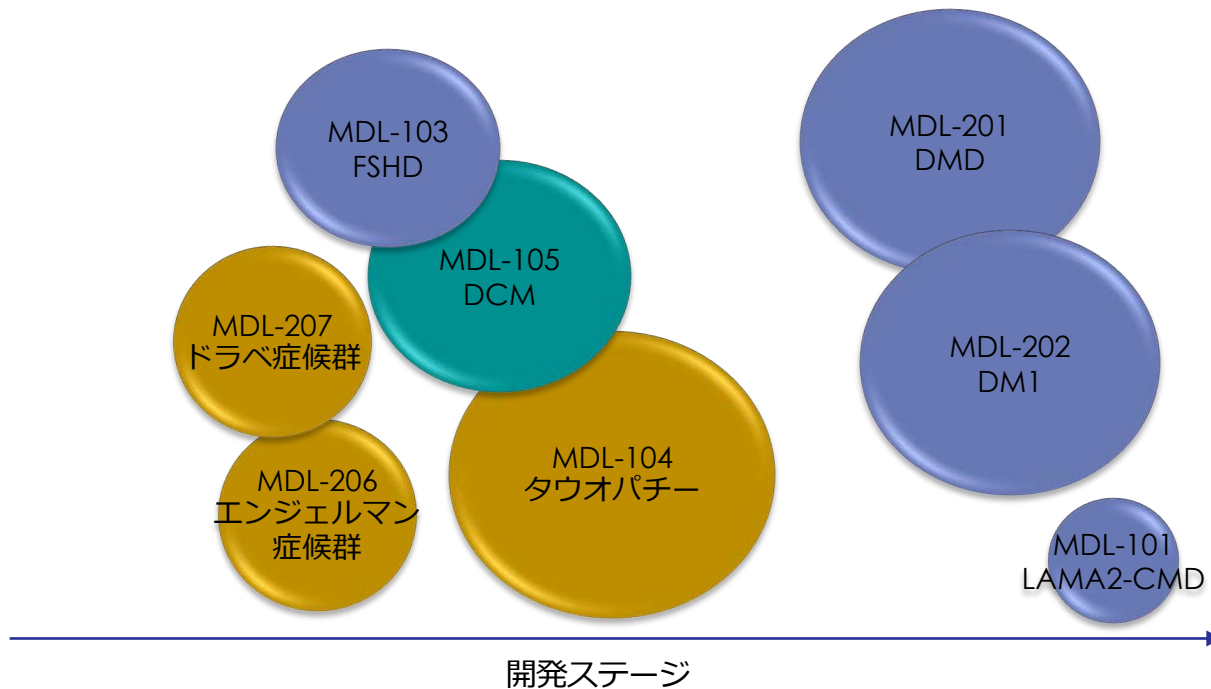 MDL-103
FSHD
MDL-201
DMD
MDL-105
DCM
MDL-207
ドラベ症候群
MDL-202
DM1
MDL-104
タウオパチー
MDL-206
エンジェルマン
症候群
MDL-101
LAMA2-CMD
開発ステージ